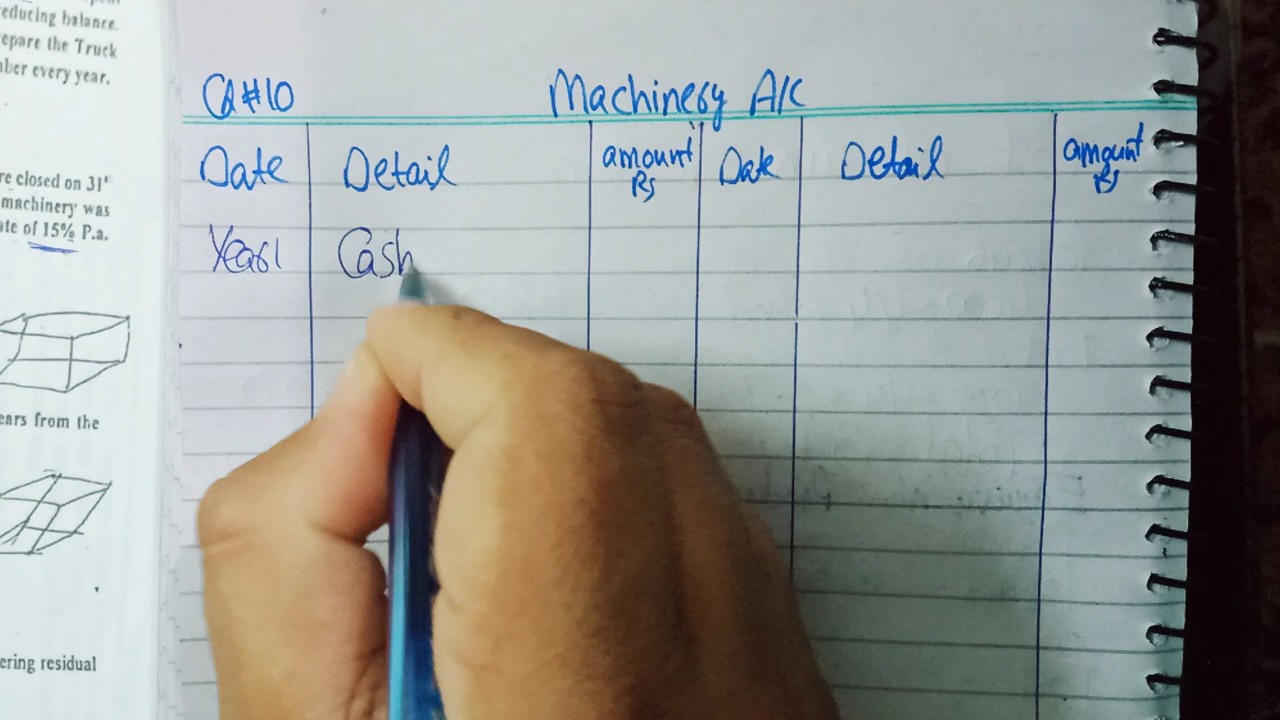 educing balance.
epare the Truck
ber every year.
re closed on 31
machinery was
ate of 15% P.a.
ears from the
ering residual
Q#10 Machinery A/C
Date Detail amount Rs Date Detail amount Rs
Year1 Cash